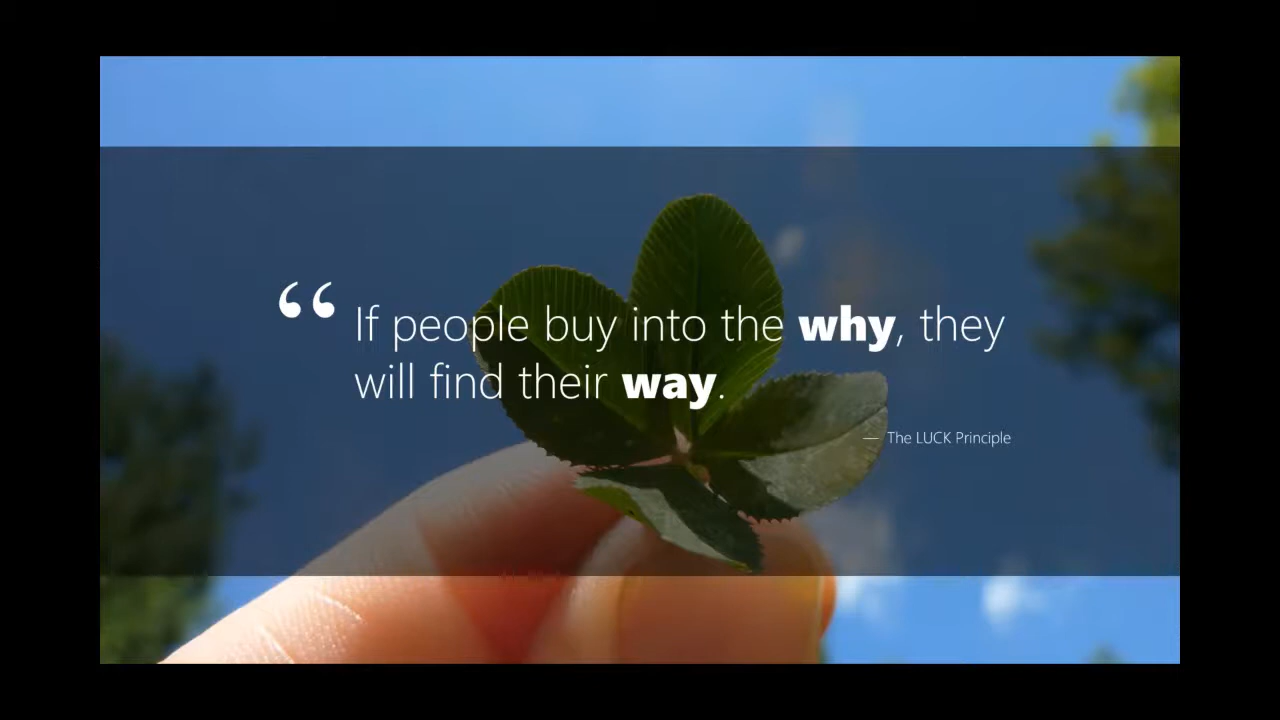 “ If people buy into the why, they
will find their way.
— The LUCK Principle